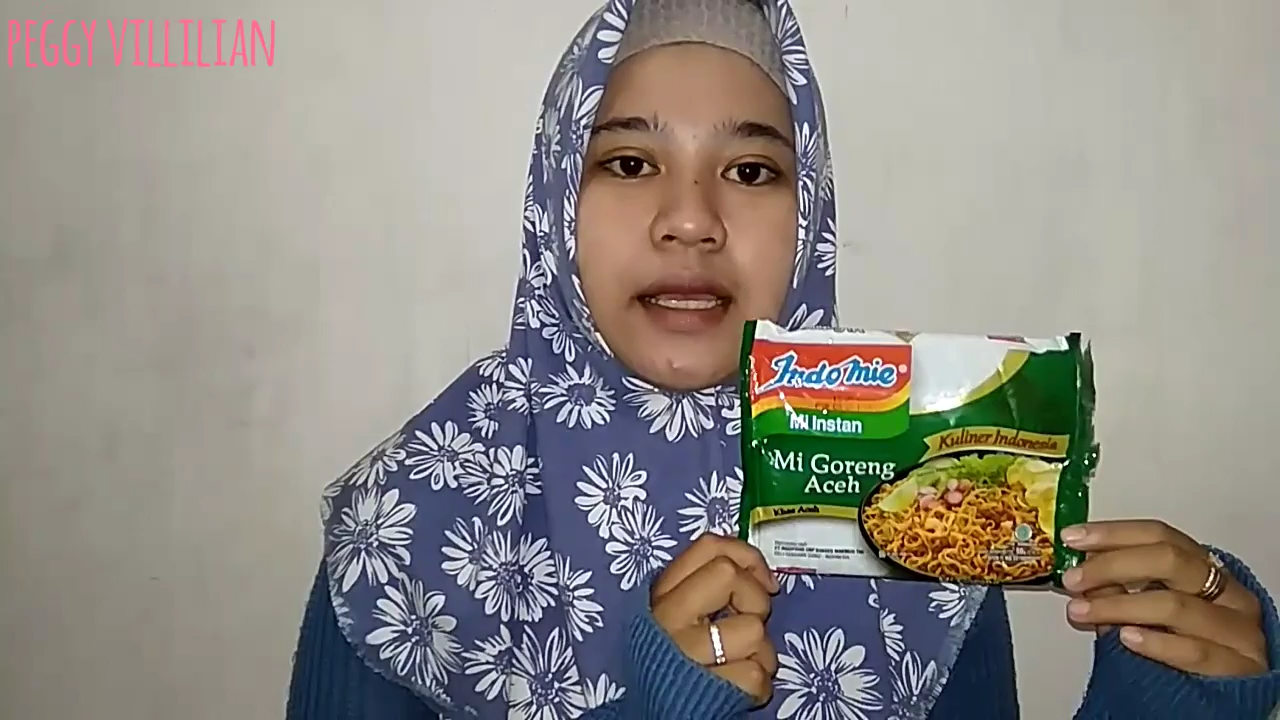 PEGGY VILLILIAN
Indomie
Mi Instan
Kuliner Indonesia
Mi Goreng
Aceh
Khas Aceh